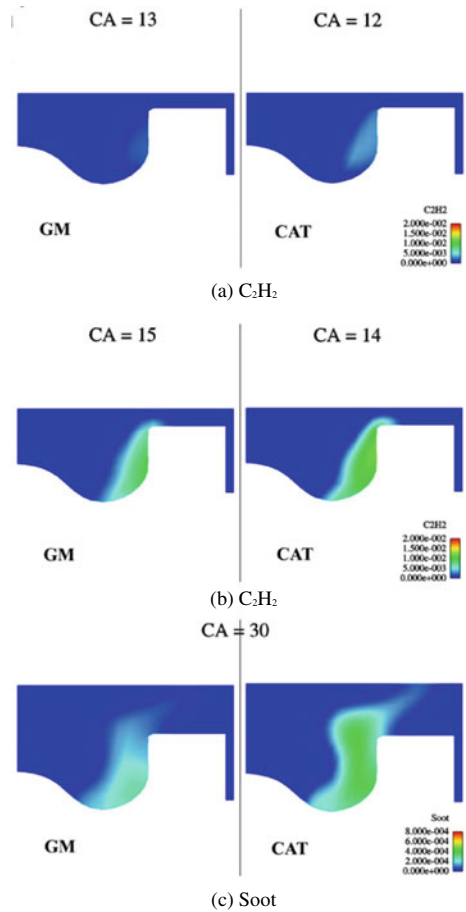 CA = 13 CA = 12
GM CAT
C2H2
2.000e-002
1.500e-002
1.000e-002
5.000e-003
0.000e+000
(a) C₂H₂
CA = 15 CA = 14
GM CAT
C2H2
2.000e-002
1.500e-002
1.000e-002
5.000e-003
0.000e+000
(b) C₂H₂
CA = 30
GM CAT
Soot
8.000e-004
6.000e-004
4.000e-004
2.000e-004
0.000e+000
(c) Soot